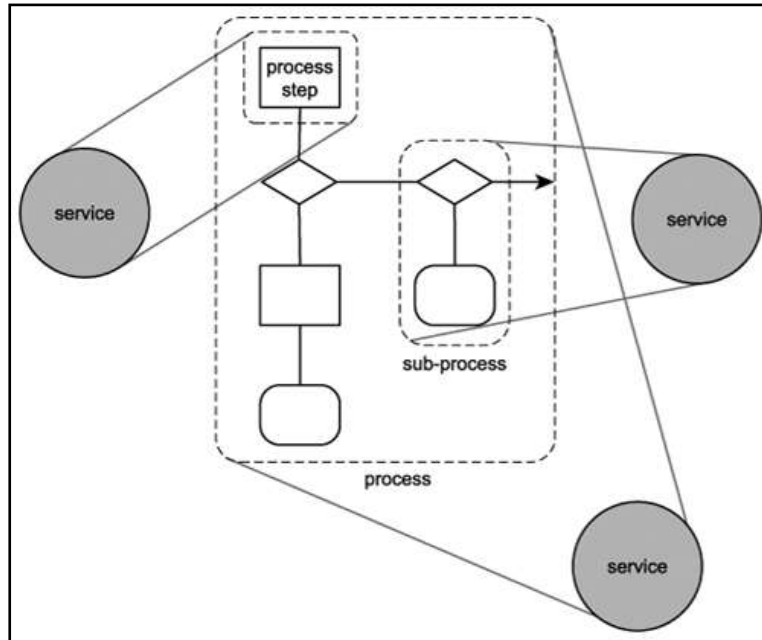 process
step
service
service
sub-process
process
service